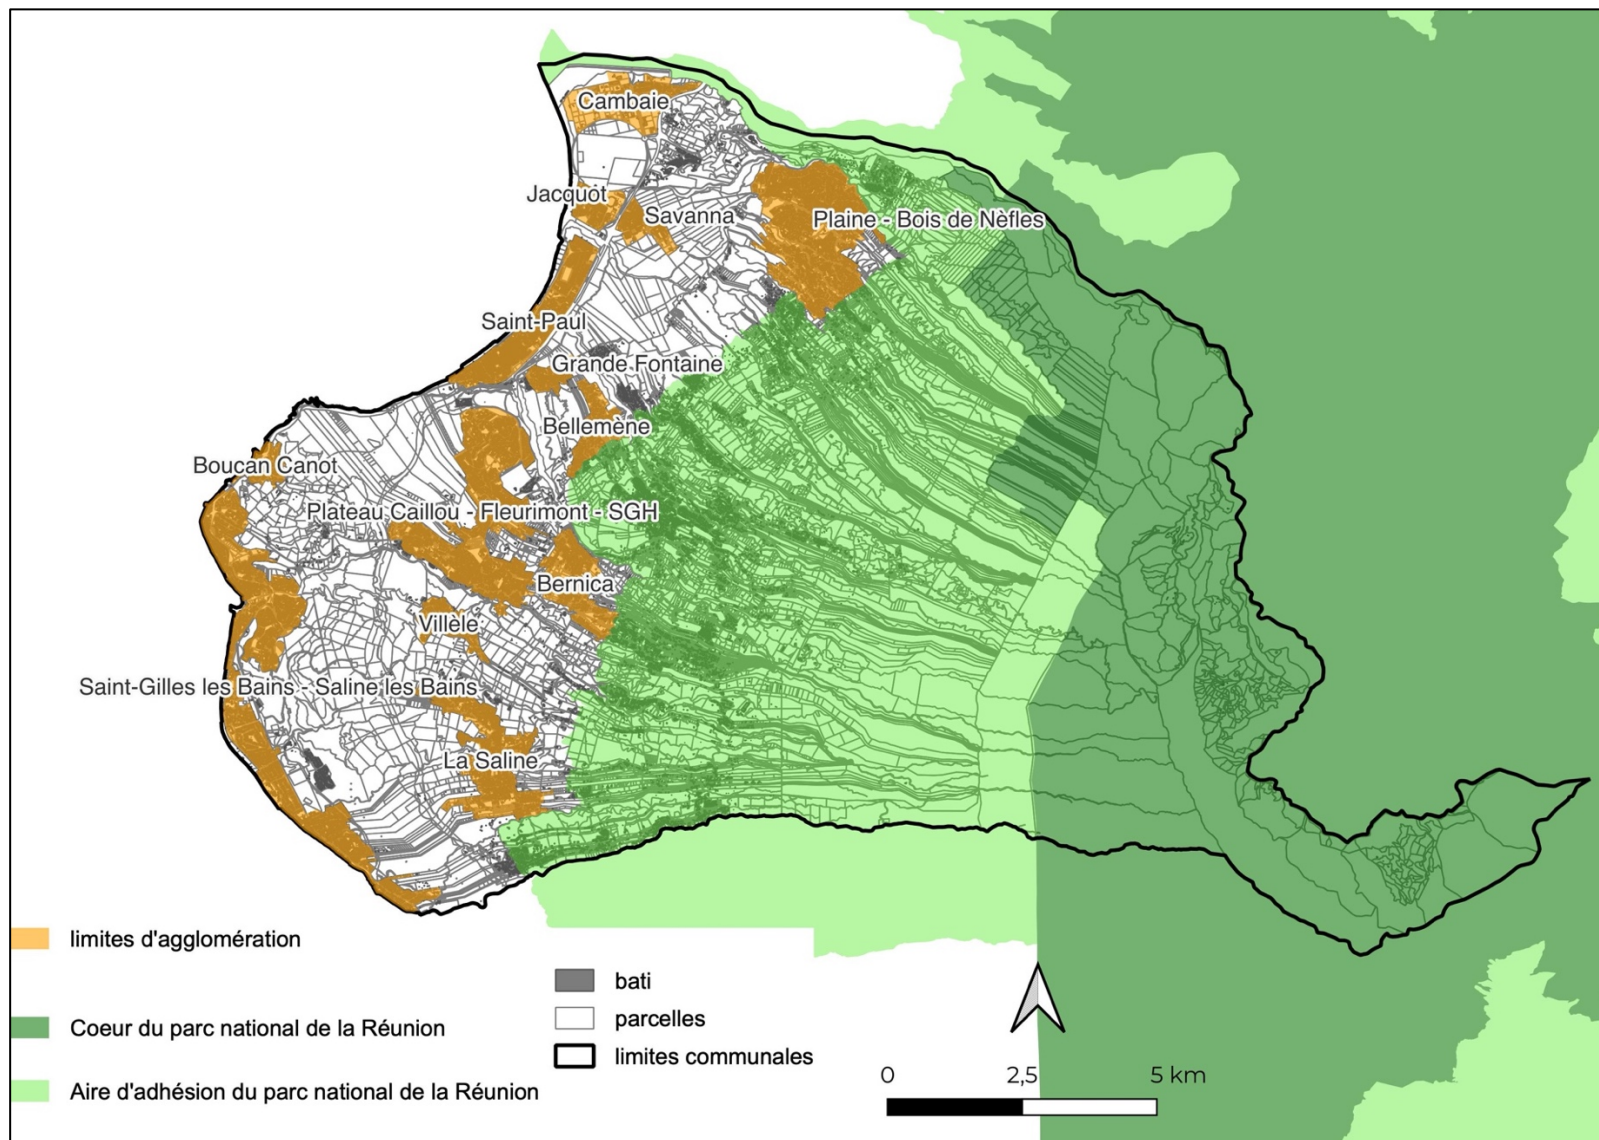 Cambaie
Jacquot
Savanna
Plaine - Bois de Nèfles
Saint-Paul
Grande Fontaine
Bellemène
Boucan Canot
Plateau Caillou - Fleurimont - SGH
Bernica
Villèle
Saint-Gilles les Bains - Saline les Bains
La Saline
limites d'agglomération
Coeur du parc national de la Réunion
Aire d'adhésion du parc national de la Réunion
bati
parcelles
limites communales
0 2,5 5 km